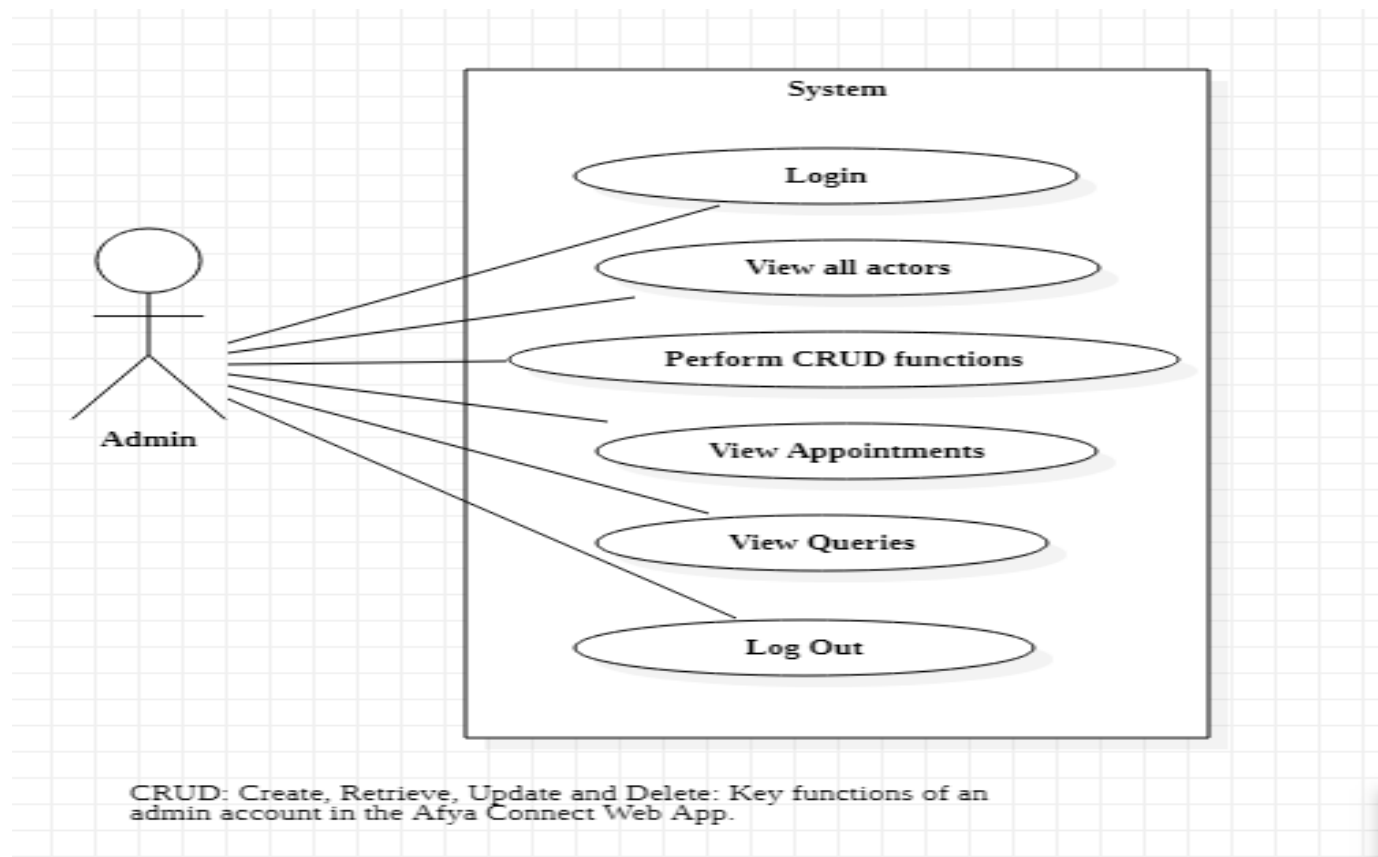 System
Login
View all actors
Perform CRUD functions
View Appointments
View Queries
Log Out
Admin
CRUD: Create, Retrieve, Update and Delete: Key functions of an
admin account in the Afya Connect Web App.